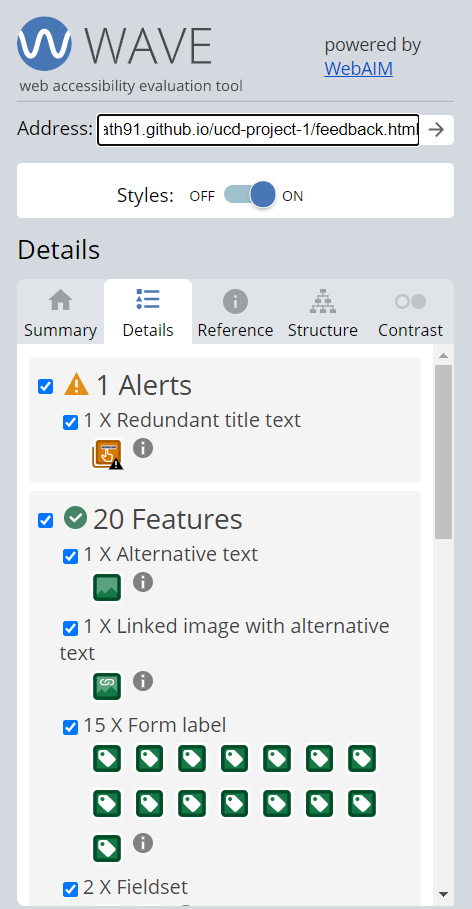 WAVE
powered by
WebAIM
web accessibility evaluation tool
Address: ath91.github.io/ucd-project-1/feedback.html
Styles: OFF ON
Details
Summary Details Reference Structure Contrast
1 Alerts
1 X Redundant title text
20 Features
1 X Alternative text
1 X Linked image with alternative
text
15 X Form label
2 X Fieldset